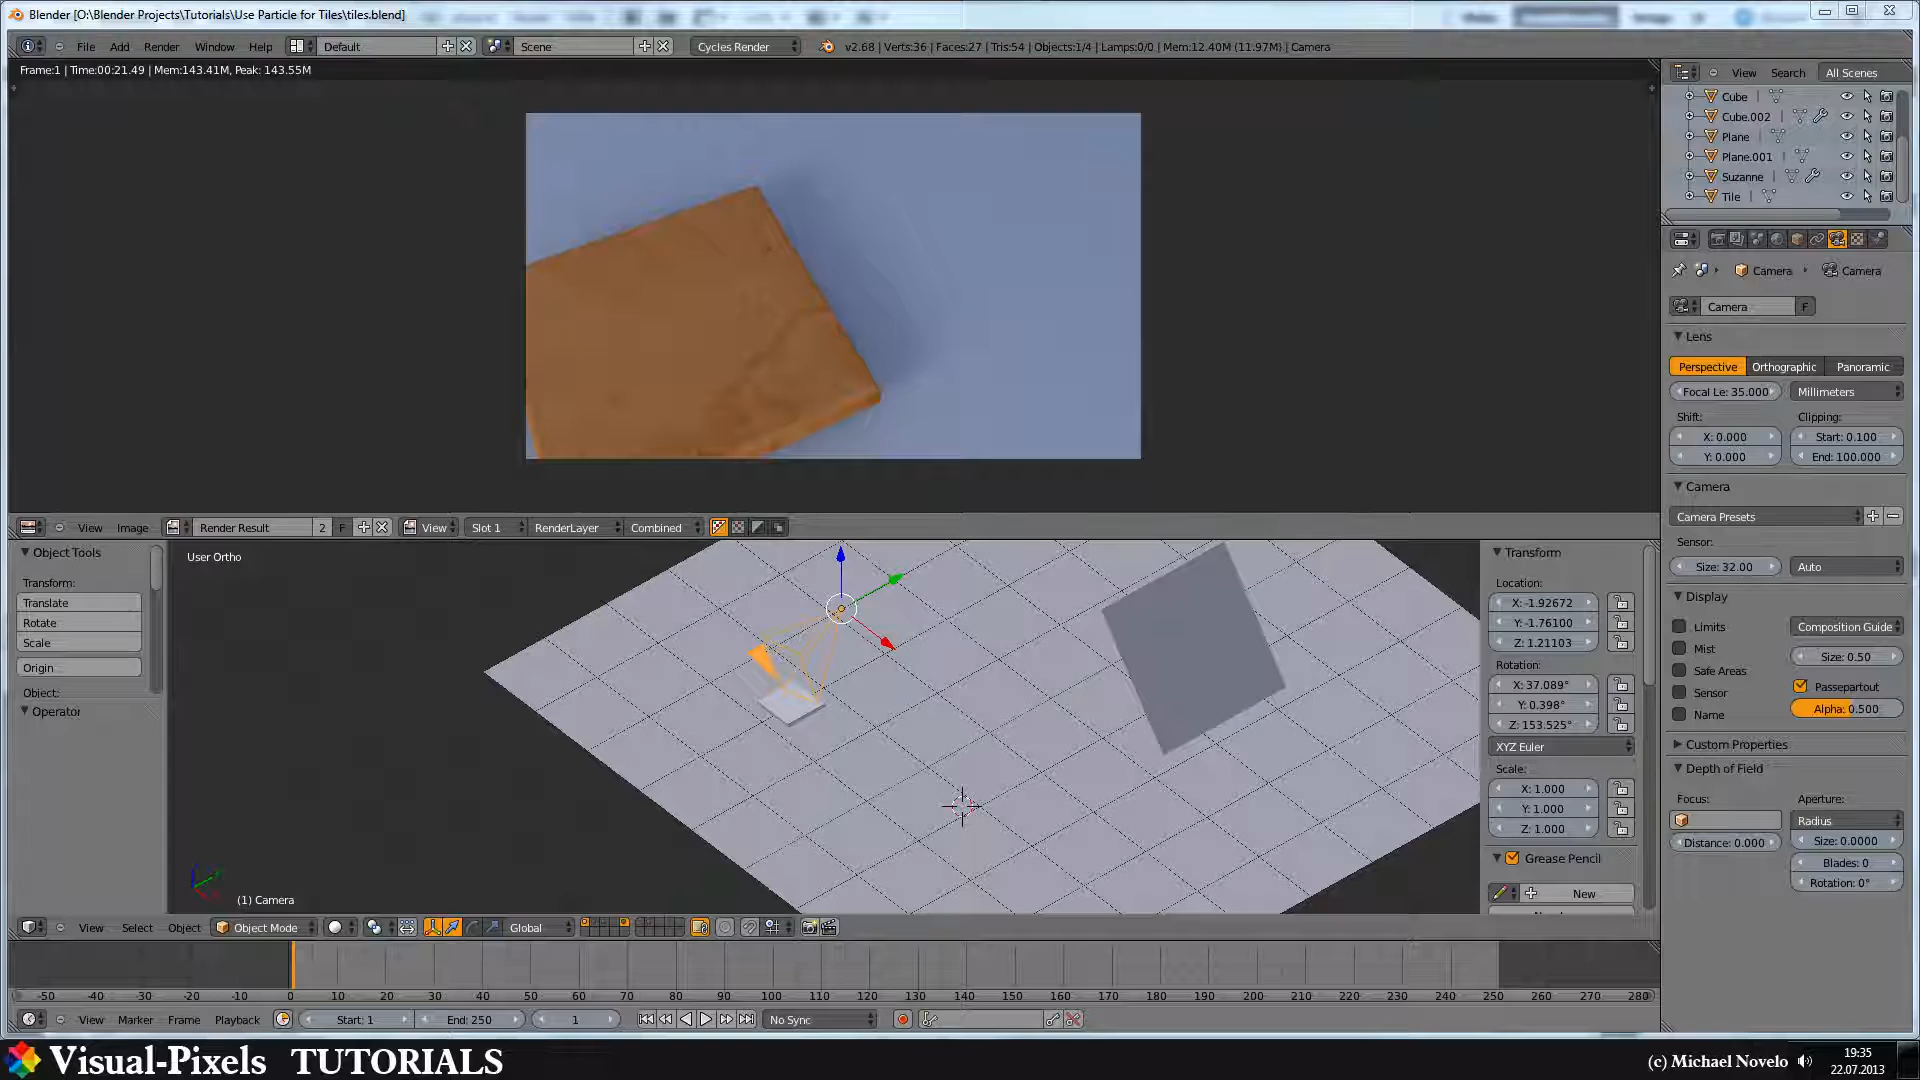 Blender [O:\Blender Projects\Tutorials\Use Particle for Tiles\tiles.blend]
File Add Render Window Help Default Scene Cycles Render v2.68 | Verts:36 | Faces:27 | Tris:54 | Objects:1/4 | Lamps:0/0 | Mem:12.40M (11.97M) | Camera
Frame:1 | Time:00:21.49 | Mem:143.41M, Peak: 143.55M
View Search All Scenes
Cube
Cube.002
Plane
Plane.001
Suzanne
Tile
Camera Camera
Camera F
Lens
Perspective Orthographic Panoramic
Focal Le: 35.000 Millimeters
Shift: Clipping:
X: 0.000 Start: 0.100
Y: 0.000 End: 100.000
Camera
Camera Presets
Sensor:
Size: 32.00 Auto
Display
Limits Composition Guide
Mist Size: 0.50
Safe Areas
Sensor Passepartout
Name Alpha: 0.500
Custom Properties
Depth of Field
Focus: Aperture:
Radius
Distance: 0.000 Size: 0.0000
Blades: 0
Rotation: 0°
View Image Render Result 2 F View Slot 1 RenderLayer Combined
Object Tools
Transform:
Translate
Rotate
Scale
Origin
Object:
Operator
User Ortho
(1) Camera
Transform
Location:
X: -1.92672
Y: -1.76100
Z: 1.21103
Rotation:
X: 37.089°
Y: 0.398°
Z: 153.525°
XYZ Euler
Scale:
X: 1.000
Y: 1.000
Z: 1.000
Grease Pencil
New
View Select Object Object Mode Global
-50 -40 -30 -20 -10 0 10 20 30 40 50 60 70 80 90 100 110 120 130 140 150 160 170 180 190 200 210 220 230 240 250 260 270 280
View Marker Frame Playback Start: 1 End: 250 1 No Sync
Visual-Pixels TUTORIALS
(c) Michael Novelo
19:35
22.07.2013